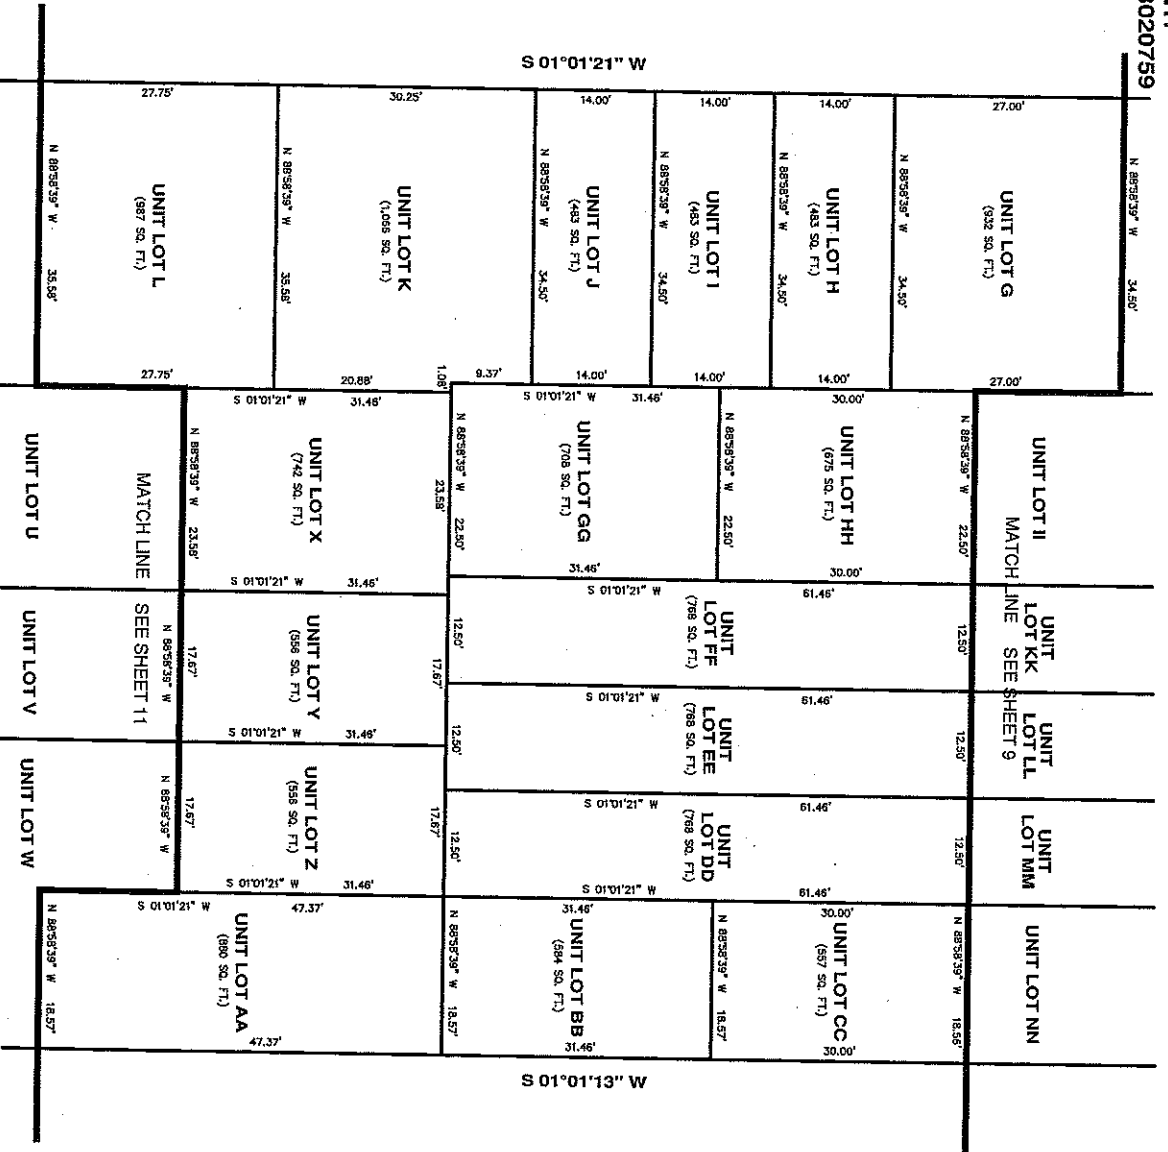 3020759
S 01°01'21" W
27.75'
30.25'
14.00'
14.00'
14.00'
27.00'
N 88°58'39" W 35.58'
UNIT LOT L
(987 SQ. FT.)
N 88°58'39" W 35.58'
UNIT LOT K
(1,066 SQ. FT.)
N 88°58'39" W 34.50'
UNIT LOT J
(483 SQ. FT.)
N 88°58'39" W 34.50'
UNIT LOT I
(483 SQ. FT.)
N 88°58'39" W 34.50'
UNIT LOT H
(483 SQ. FT.)
N 88°58'39" W 34.50'
UNIT LOT G
(932 SQ. FT.)
N 88°58'39" W 34.50'
27.75'
20.88'
1.08'
9.37'
14.00'
14.00'
14.00'
27.00'
S 01°01'21" W 31.46'
S 01°01'21" W 31.46'
30.00'
UNIT LOT U
MATCH LINE SEE SHEET 11
N 88°58'39" W 23.58'
UNIT LOT X
(742 SQ. FT.)
23.58'
N 88°58'39" W 22.50'
UNIT LOT GG
(708 SQ. FT.)
N 88°58'39" W 22.50'
UNIT LOT HH
(675 SQ. FT.)
N 88°58'39" W 22.50'
MATCH LINE SEE SHEET 9
UNIT LOT II
S 01°01'21" W 31.46'
31.46'
30.00'
S 01°01'21" W 61.46'
UNIT LOT V
N 88°58'39" W
17.67'
UNIT LOT Y
(556 SQ. FT.)
17.67'
12.50'
UNIT
LOT FF
(768 SQ. FT.)
12.50'
UNIT
LOT KK
S 01°01'21" W 61.46'
S 01°01'21" W 31.46'
12.50'
UNIT
LOT EE
(768 SQ. FT.)
12.50'
UNIT
LOT LL
UNIT LOT W
N 88°58'39" W
17.67'
UNIT LOT Z
(556 SQ. FT.)
17.67'
S 01°01'21" W 61.46'
12.50'
UNIT
LOT DD
(768 SQ. FT.)
12.50'
UNIT
LOT MM
S 01°01'21" W 31.46'
S 01°01'21" W 61.46'
S 01°01'21" W 47.37'
31.46'
30.00'
N 88°58'39" W 18.57'
UNIT LOT AA
(880 SQ. FT.)
N 88°58'39" W 18.57'
UNIT LOT BB
(584 SQ. FT.)
N 88°58'39" W 18.57'
UNIT LOT CC
(557 SQ. FT.)
N 88°58'39" W 18.56'
UNIT LOT NN
47.37'
31.46'
30.00'
S 01°01'13" W